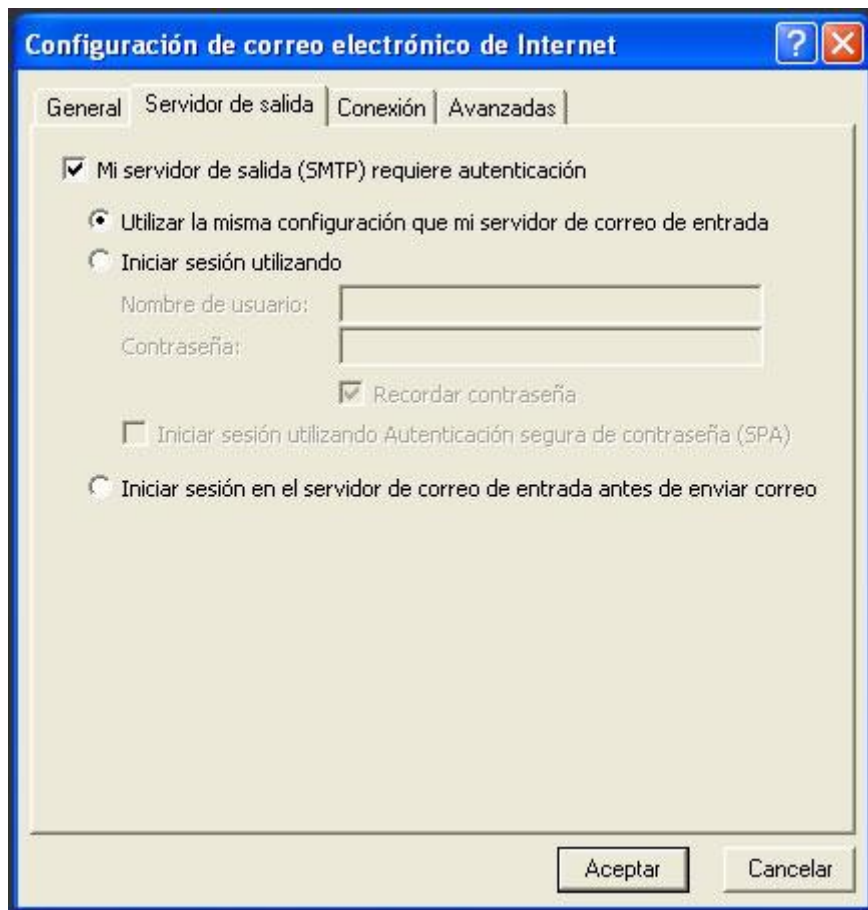 Configuración de correo electrónico de Internet
General Servidor de salida Conexión Avanzadas
Mi servidor de salida (SMTP) requiere autenticación
Utilizar la misma configuración que mi servidor de correo de entrada
Iniciar sesión utilizando
Nombre de usuario:
Contraseña:
Recordar contraseña
Iniciar sesión utilizando Autenticación segura de contraseña (SPA)
Iniciar sesión en el servidor de correo de entrada antes de enviar correo
Aceptar Cancelar